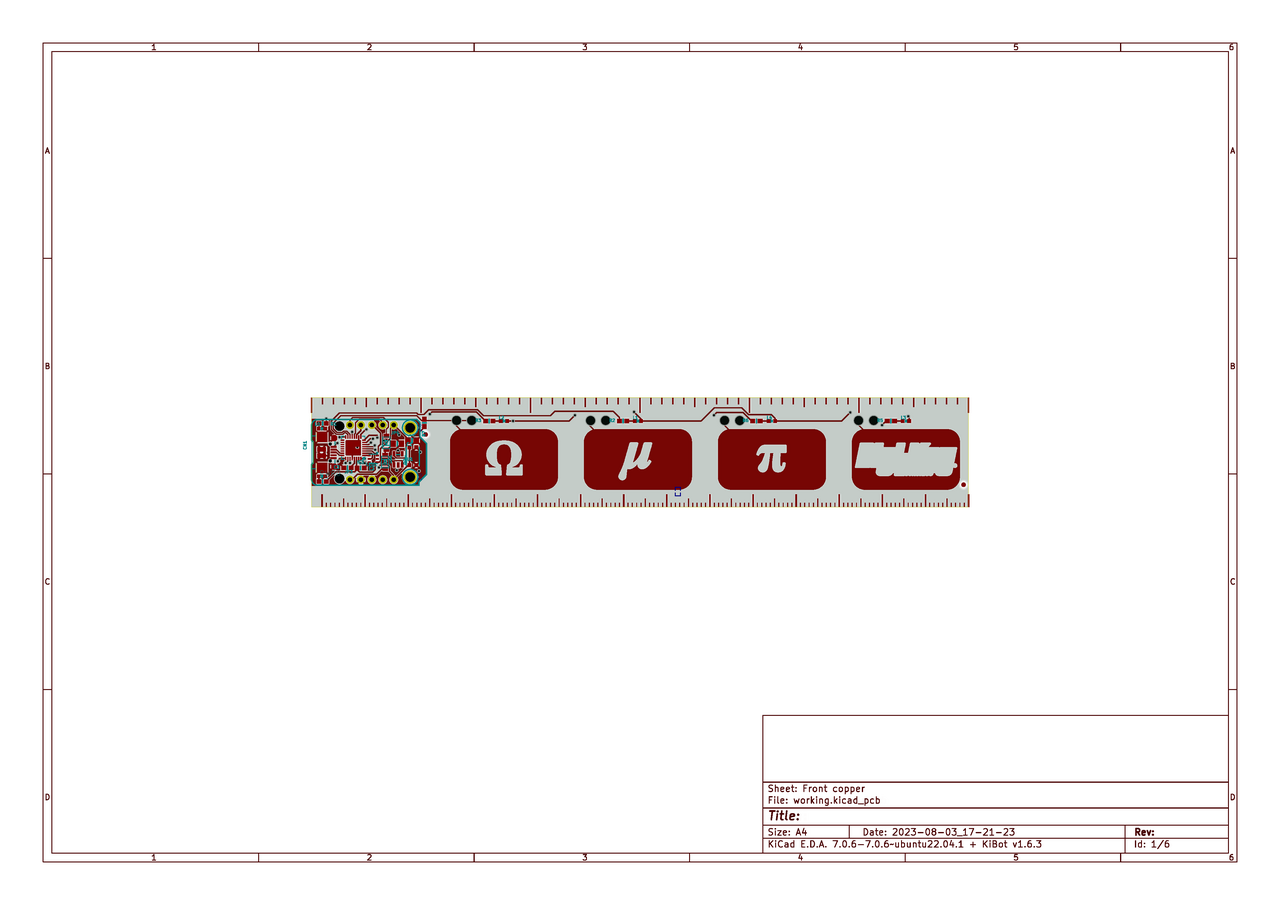 1 2 3 4 5 6
A A
B B
Ω μ π
C C
D D
Sheet: Front copper
File: working.kicad_pcb
Title:
Size: A4 Date: 2023-08-03_17-21-23 Rev:
KiCad E.D.A. 7.0.6-7.0.6~ubuntu22.04.1 + KiBot v1.6.3 Id: 1/6
1 2 3 4 5 6